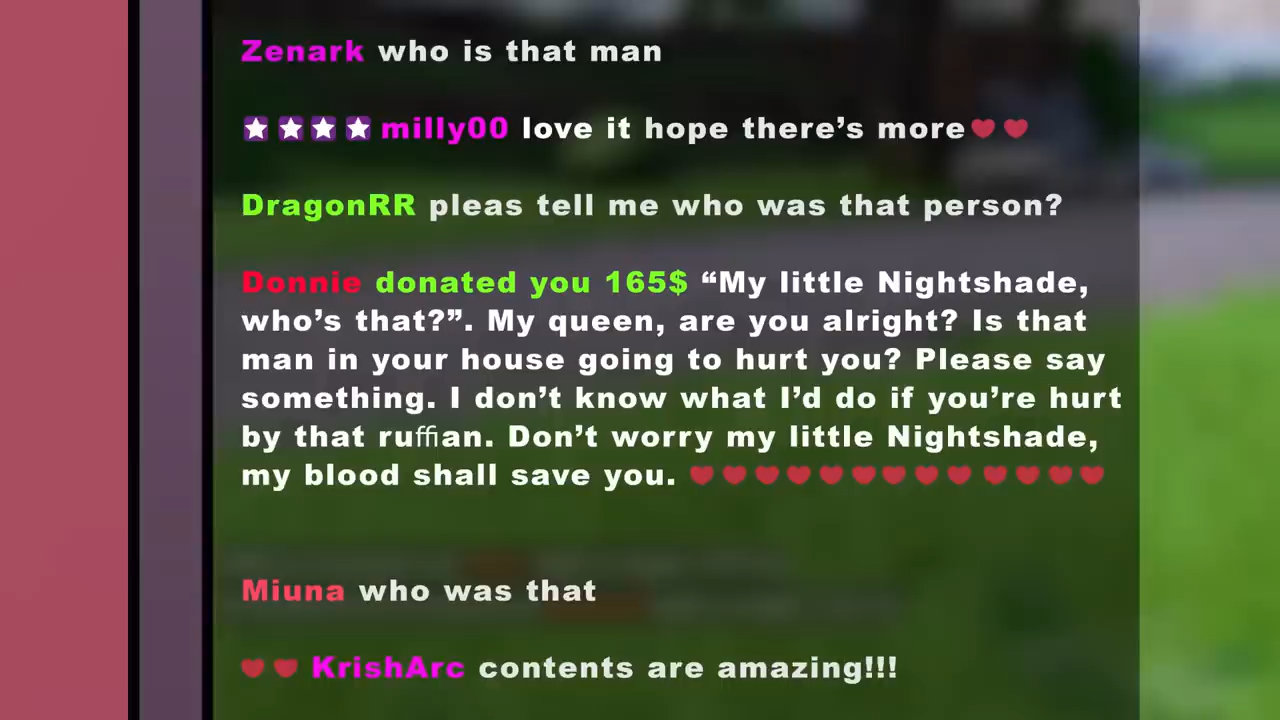 Zenark who is that man
milly00 love it hope there’s more
DragonRR pleas tell me who was that person?
Donnie donated you 165$ “My little Nightshade,
who’s that?”. My queen, are you alright? Is that
man in your house going to hurt you? Please say
something. I don’t know what I’d do if you’re hurt
by that ruffian. Don’t worry my little Nightshade,
my blood shall save you.
Miuna who was that
KrishArc contents are amazing!!!